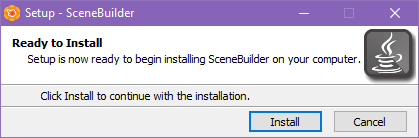 Setup - SceneBuilder
Ready to Install
Setup is now ready to begin installing SceneBuilder on your computer.
Click Install to continue with the installation.
Install
Cancel